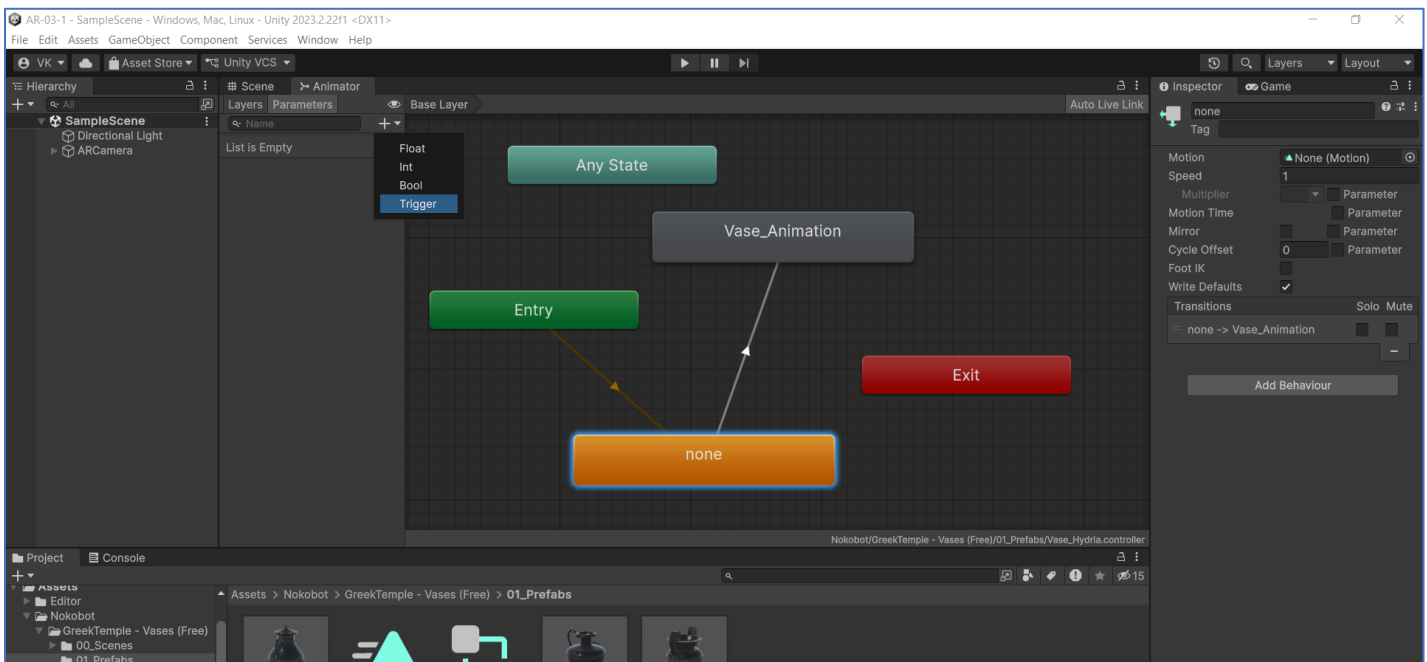 AR-03-1 - SampleScene - Windows, Mac, Linux - Unity 2023.2.22f1 <DX11>
File Edit Assets GameObject Component Services Window Help
VK Asset Store Unity VCS Layers Layout
Hierarchy
All
SampleScene
Directional Light
ARCamera
Scene Animator
Layers Parameters Base Layer Auto Live Link
Name
List is Empty
Float
Int
Bool
Trigger
Any State
Vase_Animation
Entry
Exit
none
Nokobot/GreekTemple - Vases (Free)/01_Prefabs/Vase_Hydria.controller
Inspector Game
none
Tag
Motion None (Motion)
Speed 1
Multiplier Parameter
Motion Time Parameter
Mirror Parameter
Cycle Offset 0 Parameter
Foot IK
Write Defaults
Transitions Solo Mute
none -> Vase_Animation
Add Behaviour
Project Console
15
Assets
Editor
Nokobot
GreekTemple - Vases (Free)
00_Scenes
01_Prefabs
Assets > Nokobot > GreekTemple - Vases (Free) > 01_Prefabs